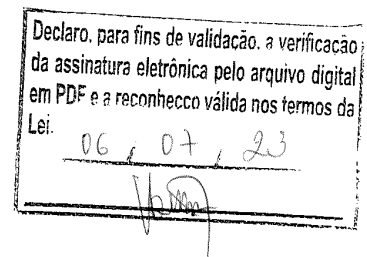 Declaro, para fins de validação, a verificação
da assinatura eletrônica pelo arquivo digital
em PDF e a reconhecco válida nos termos da
Lei.
06, 07, 23